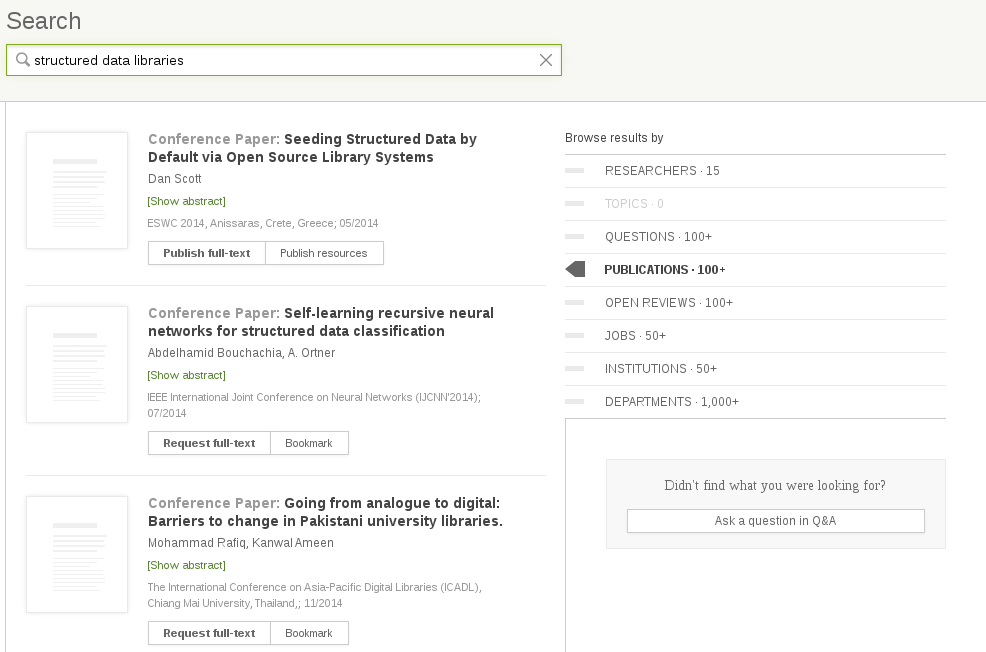 Search
structured data libraries
Conference Paper: Seeding Structured Data by
Default via Open Source Library Systems
Dan Scott
[Show abstract]
ESWC 2014, Anissaras, Crete, Greece; 05/2014
Publish full-text
Publish resources
Conference Paper: Self-learning recursive neural
networks for structured data classification
Abdelhamid Bouchachia, A. Ortner
[Show abstract]
IEEE International Joint Conference on Neural Networks (IJCNN'2014);
07/2014
Request full-text
Bookmark
Conference Paper: Going from analogue to digital:
Barriers to change in Pakistani university libraries.
Mohammad Rafiq, Kanwal Ameen
[Show abstract]
The International Conference on Asia-Pacific Digital Libraries (ICADL),
Chiang Mai University, Thailand,; 11/2014
Request full-text
Bookmark
Browse results by
RESEARCHERS · 15
TOPICS · 0
QUESTIONS · 100+
PUBLICATIONS · 100+
OPEN REVIEWS · 100+
JOBS · 50+
INSTITUTIONS · 50+
DEPARTMENTS · 1,000+
Didn't find what you were looking for?
Ask a question in Q&A